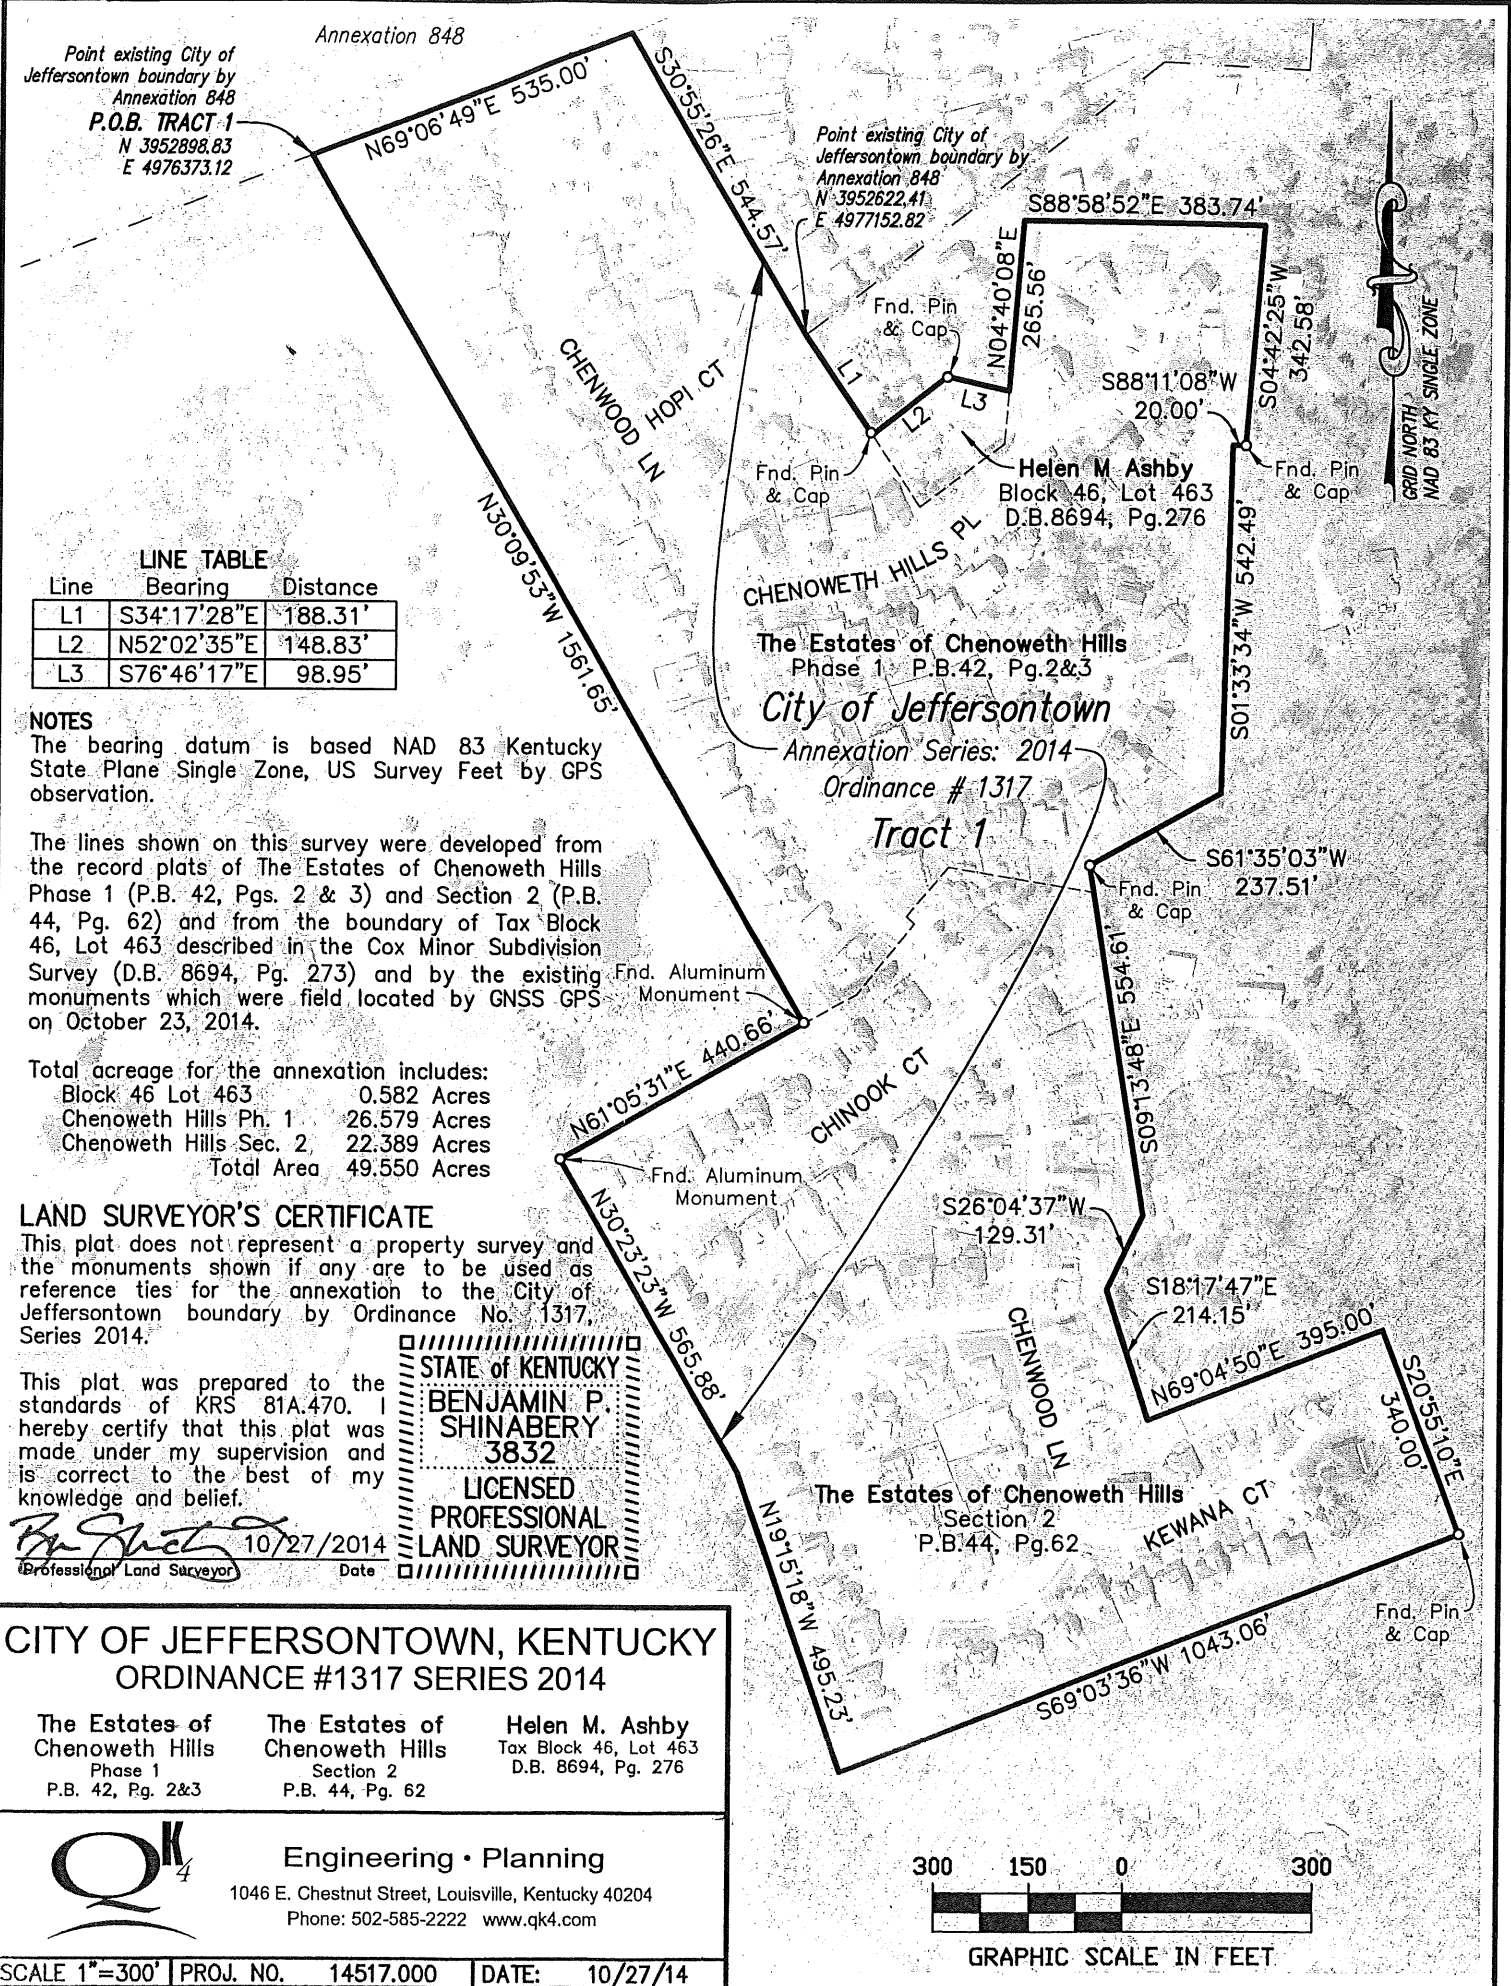 Annexation 848
Point existing City of
Jeffersontown boundary by
Annexation 848
P.O.B. TRACT 1
N 3952898.83
E 4976373.12
N69°06'49"E 535.00'
S30°55'26"E 544.57'
Point existing City of
Jeffersontown boundary by
Annexation 848
N 3952622.41
E 4977152.82
S88°58'52"E 383.74'
N04°40'08"E
265.56'
Fnd. Pin
& Cap
L1
L2
L3
S04°42'25"W
342.58'
S88°11'08"W
20.00'
GRID NORTH
NAD 83 KY SINGLE ZONE
CHENWOOD LN
HOPI CT
Fnd. Pin
& Cap
Helen M Ashby
Block 46, Lot 463
D.B.8694, Pg.276
Fnd. Pin
& Cap
N30°09'53"W 1561.65'
CHENOWETH HILLS PL
S01°33'34"W 542.49'
LINE TABLE
Line Bearing Distance
L1 S34°17'28"E 188.31'
L2 N52°02'35"E 148.83'
L3 S76°46'17"E 98.95'
The Estates of Chenoweth Hills
Phase 1 P.B.42, Pg.2&3
City of Jeffersontown
Annexation Series: 2014
Ordinance # 1317
Tract 1
NOTES
The bearing datum is based NAD 83 Kentucky
State Plane Single Zone, US Survey Feet by GPS
observation.
The lines shown on this survey were developed from
the record plats of The Estates of Chenoweth Hills
Phase 1 (P.B. 42, Pgs. 2 & 3) and Section 2 (P.B.
44, Pg. 62) and from the boundary of Tax Block
46, Lot 463 described in the Cox Minor Subdivision
Survey (D.B. 8694, Pg. 273) and by the existing
monuments which were field located by GNSS GPS
on October 23, 2014.
S61°35'03"W
237.51'
Fnd. Pin
& Cap
Fnd. Aluminum
Monument
S09°13'48"E 554.61'
N61°05'31"E 440.66'
CHINOOK CT
Total acreage for the annexation includes:
Block 46 Lot 463 0.582 Acres
Chenoweth Hills Ph. 1 26.579 Acres
Chenoweth Hills Sec. 2 22.389 Acres
Total Area 49.550 Acres
Fnd. Aluminum
Monument
N30°23'23"W 565.88'
S26°04'37"W
129.31'
S18°17'47"E
214.15'
CHENWOOD LN
N69°04'50"E 395.00'
S20°55'10"E
340.00'
LAND SURVEYOR'S CERTIFICATE
This plat does not represent a property survey and
the monuments shown if any are to be used as
reference ties for the annexation to the City of
Jeffersontown boundary by Ordinance No. 1317,
Series 2014.
This plat was prepared to the
standards of KRS 81A.470. I
hereby certify that this plat was
made under my supervision and
is correct to the best of my
knowledge and belief.
10/27/2014
Professional Land Surveyor Date
STATE of KENTUCKY
BENJAMIN P.
SHINABERY
3832
LICENSED
PROFESSIONAL
LAND SURVEYOR
The Estates of Chenoweth Hills
Section 2
P.B.44, Pg.62
KEWANA CT
N19°15'18"W 495.23'
S69°03'36"W 1043.06'
Fnd. Pin
& Cap
CITY OF JEFFERSONTOWN, KENTUCKY
ORDINANCE #1317 SERIES 2014
The Estates of
Chenoweth Hills
Phase 1
P.B. 42, Pg. 2&3
The Estates of
Chenoweth Hills
Section 2
P.B. 44, Pg. 62
Helen M. Ashby
Tax Block 46, Lot 463
D.B. 8694, Pg. 276
QK4
Engineering • Planning
1046 E. Chestnut Street, Louisville, Kentucky 40204
Phone: 502-585-2222 www.qk4.com
SCALE 1"=300' PROJ. NO. 14517.000 DATE: 10/27/14
300 150 0 300
GRAPHIC SCALE IN FEET